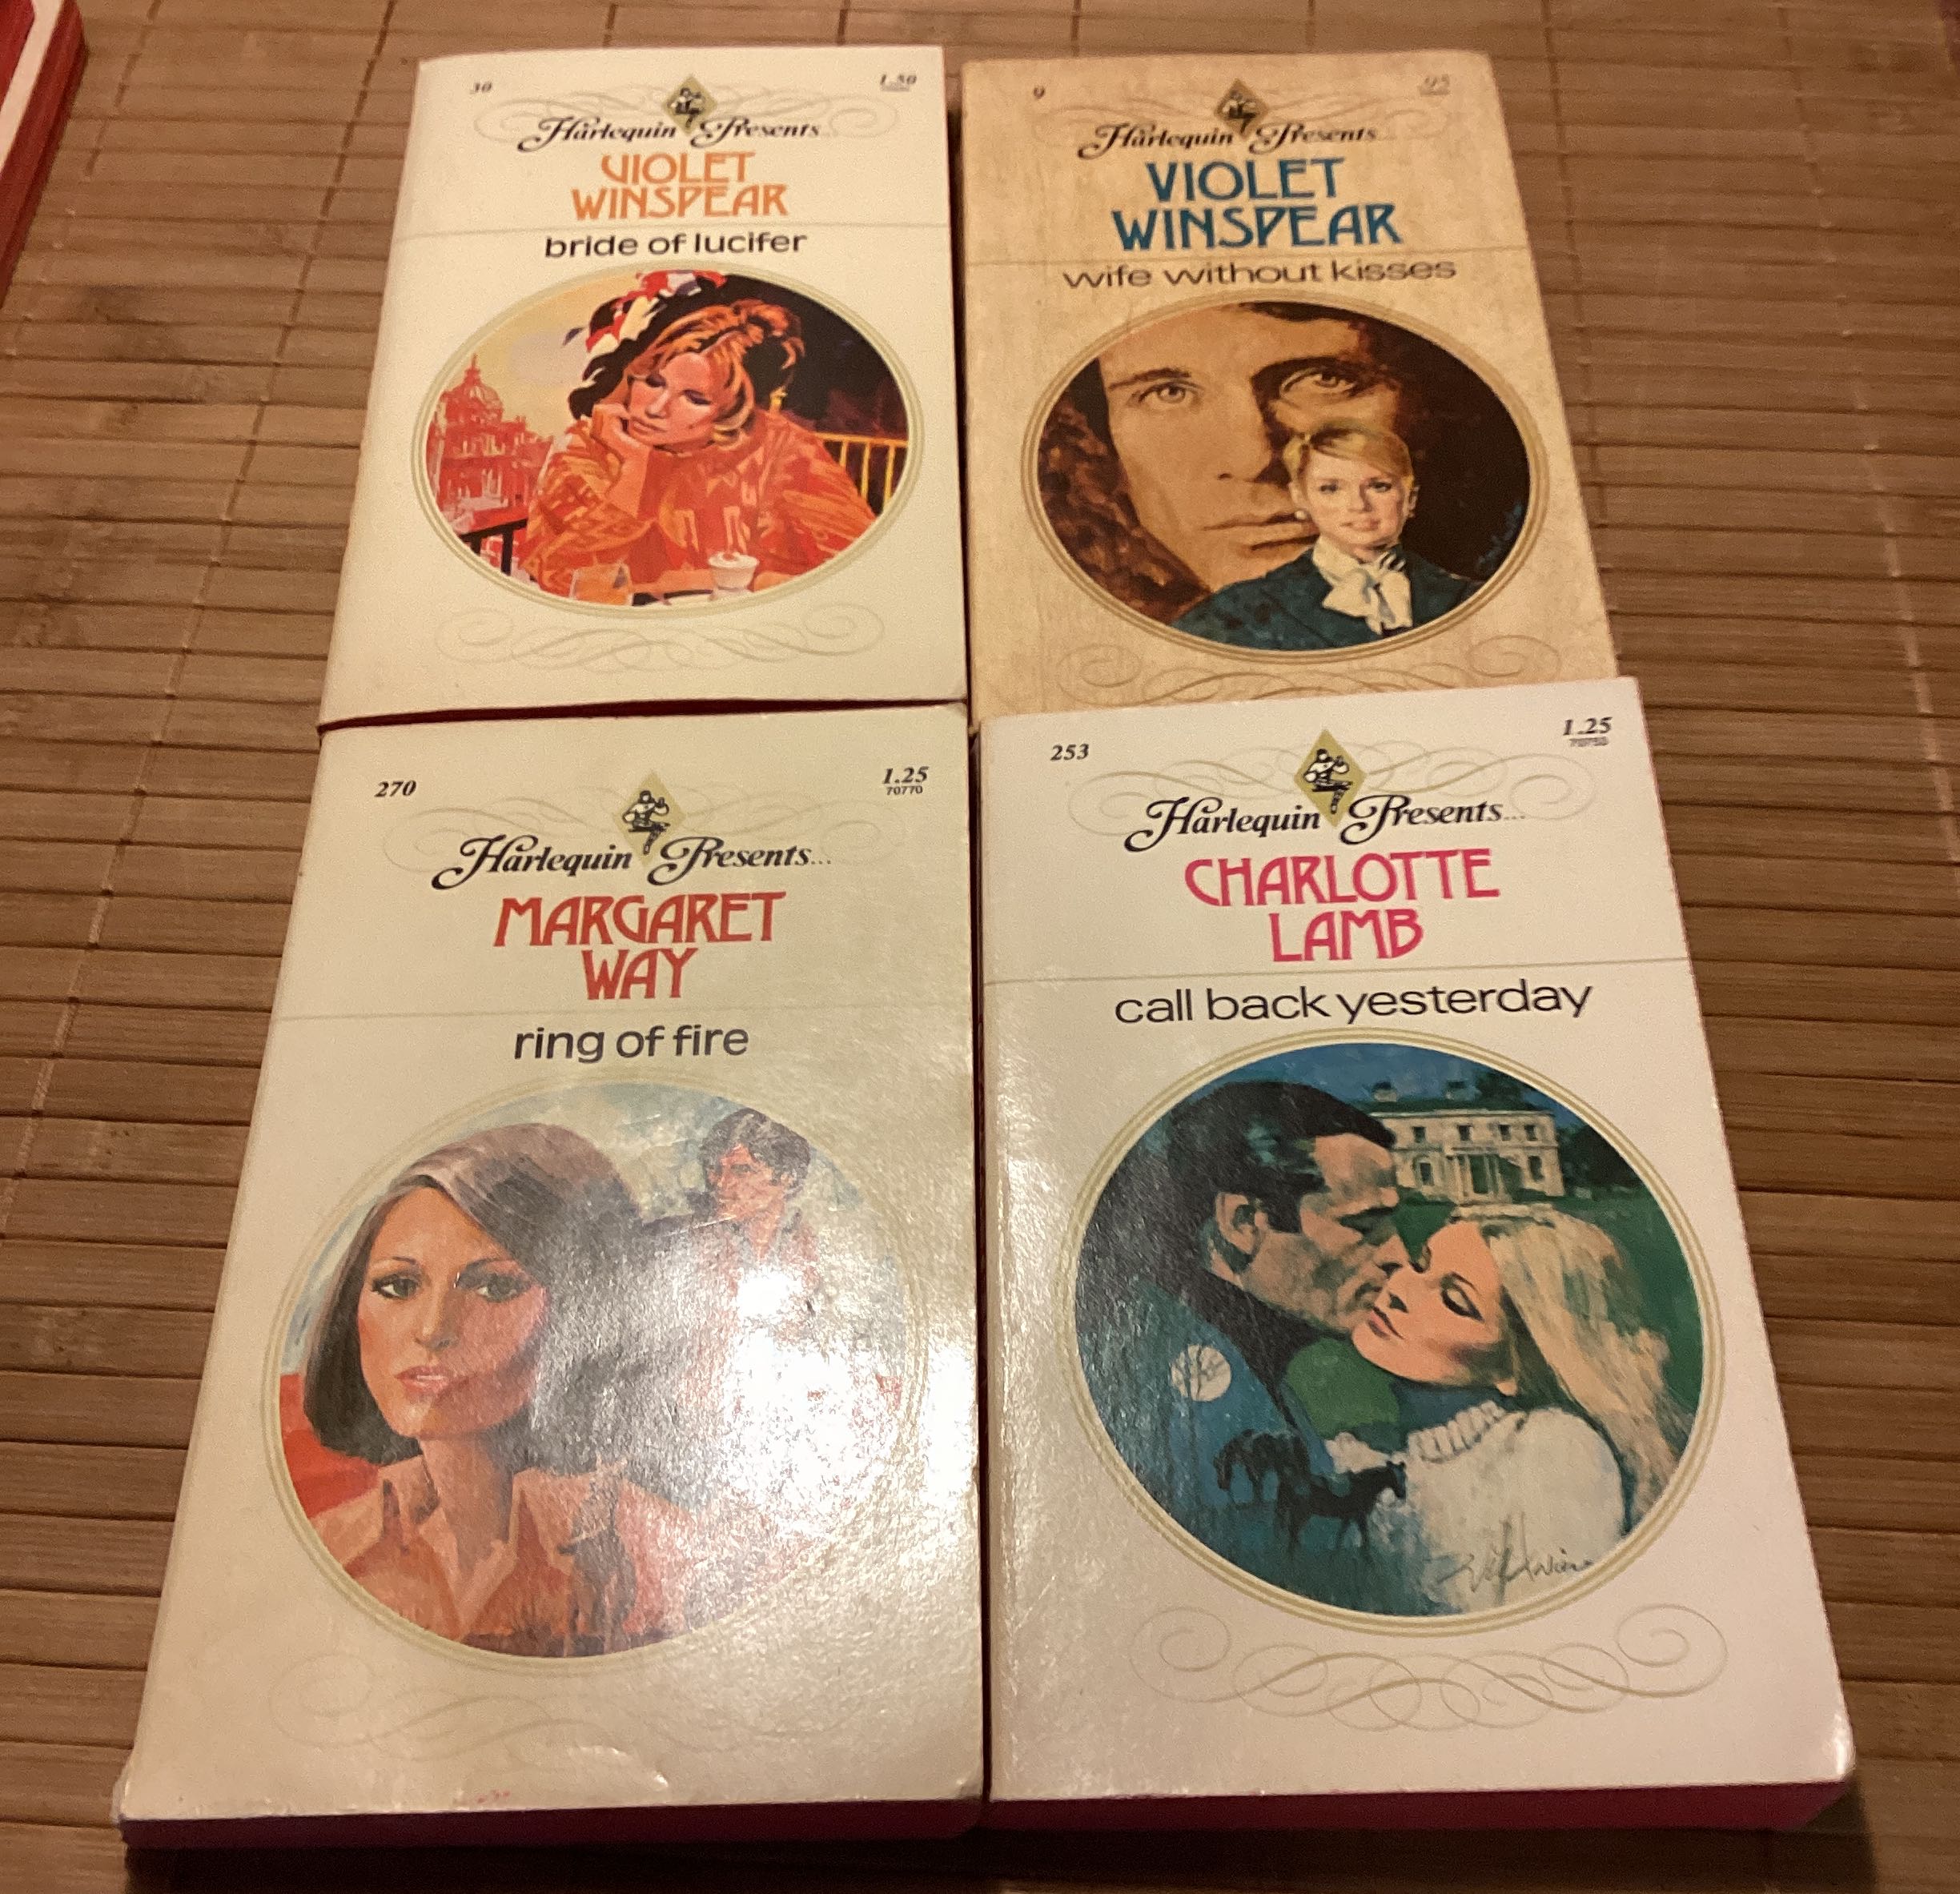 30
1.50
Harlequin Presents...
VIOLET
WINSPEAR
bride of lucifer
9
.95
Harlequin Presents...
VIOLET
WINSPEAR
wife without kisses
270
1.25
70770
Harlequin Presents...
MARGARET
WAY
ring of fire
253
1.25
70753
Harlequin Presents...
CHARLOTTE
LAMB
call back yesterday